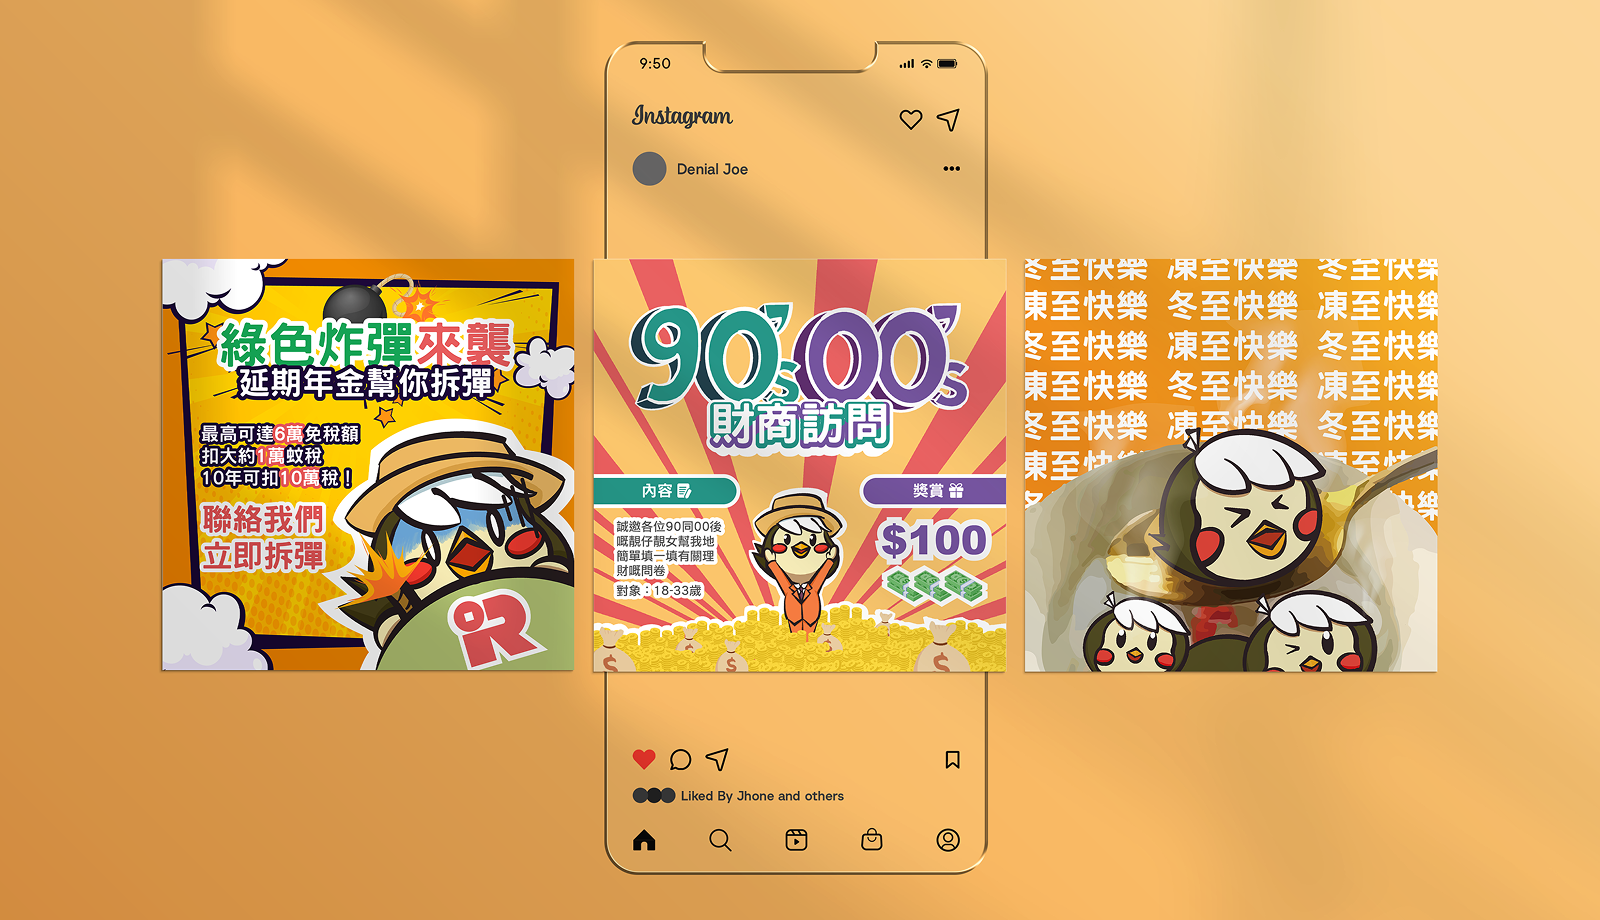 9:50
Instagram
Denial Joe
綠色炸彈來襲
延期年金幫你拆彈
最高可達6萬免稅額
扣大約1萬蚊稅
10年可扣10萬稅！
聯絡我們
立即拆彈
iR
90's 00's
財商訪問
內容
誠邀各位90同00後
嘅靚仔靚女幫我地
簡單填一填有關理
財嘅問卷
對象：18-33歲
獎賞
$100
冬至快樂 凍至快樂 冬至快樂
凍至快樂 冬至快樂 凍至快樂
冬至快樂 凍至快樂 冬至快樂
凍至快樂 冬至快樂 凍至快樂
冬至快樂 凍至快樂 冬至快樂
凍至快 凍至快樂
Liked By Jhone and others